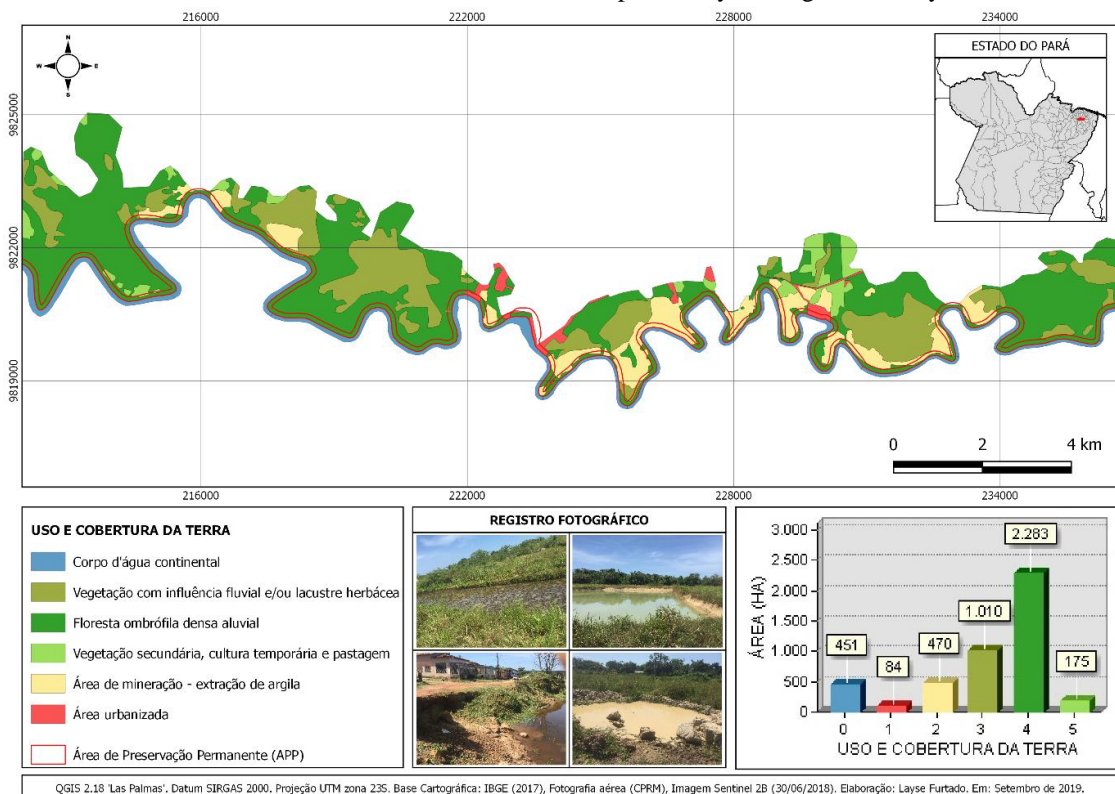 216000
222000
228000
234000
N
W
E
S
ESTADO DO PARÁ
9825000
9822000
9819000
0 2 4 km
216000
222000
228000
234000
USO E COBERTURA DA TERRA
Corpo d'água continental
Vegetação com influência fluvial e/ou lacustre herbácea
Floresta ombrófila densa aluvial
Vegetação secundária, cultura temporária e pastagem
Área de mineração - extração de argila
Área urbanizada
Área de Preservação Permanente (APP)
REGISTRO FOTOGRÁFICO
ÁREA (HA)
3.000
2.500
2.000
1.500
1.000
500
0
451
84
470
1.010
2.283
175
0 1 2 3 4 5
USO E COBERTURA DA TERRA
QGIS 2.18 'Las Palmas'. Datum SIRGAS 2000. Projeção UTM zona 23S. Base Cartográfica: IBGE (2017), Fotografia aérea (CPRM), Imagem Sentinel 2B (30/06/2018). Elaboração: Layse Furtado. Em: Setembro de 2019.